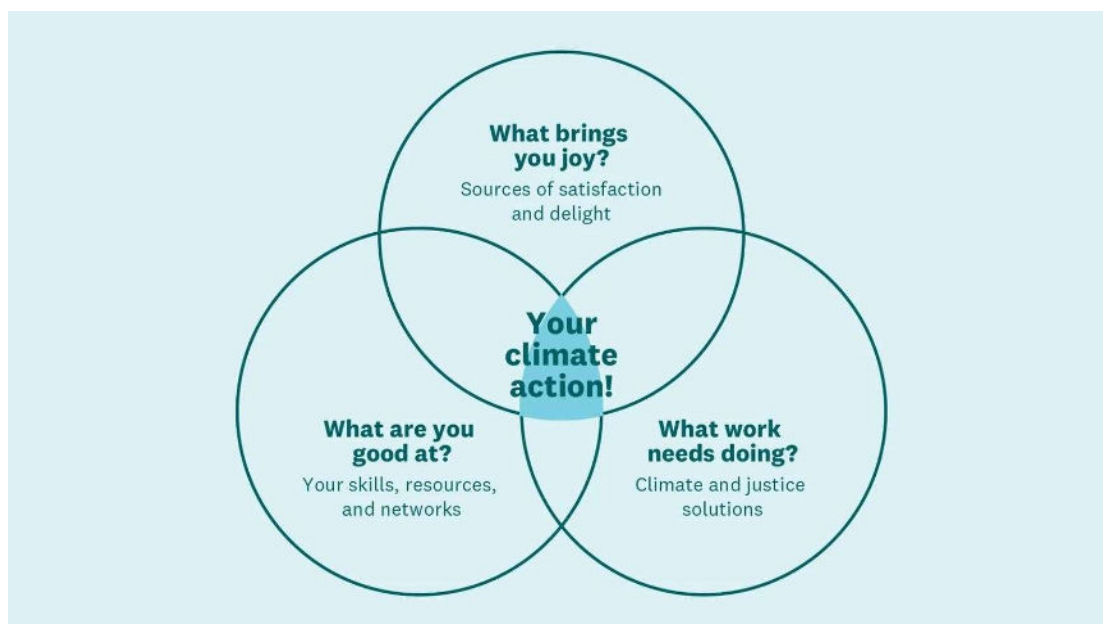 What brings
you joy?
Sources of satisfaction
and delight
Your
climate
action!
What are you
good at?
Your skills, resources,
and networks
What work
needs doing?
Climate and justice
solutions